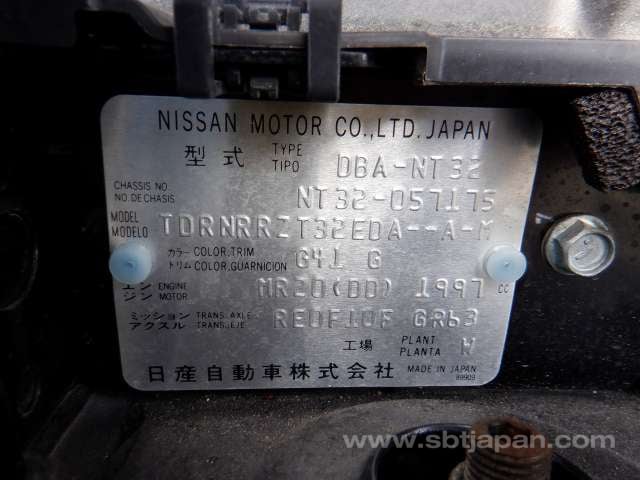 NISSAN MOTOR CO.,LTD. JAPAN
型式 TYPE TIPO DBA-NT32
CHASSIS NO. NO. DE CHASIS NT32-057175
MODEL MODELO TDRNRRZT32EDA--A-M
カラー COLOR,TRIM トリム COLOR,GUARNICION G41 G
エンジン ENGINE MOTOR MR20(DD) 1997 CC
ミッション TRANS.AXLE アクスル TRANS.EJE RE0F10F GR63
工場 PLANT PLANTA W
日産自動車株式会社 MADE IN JAPAN
99909
www.sbtjapan.com